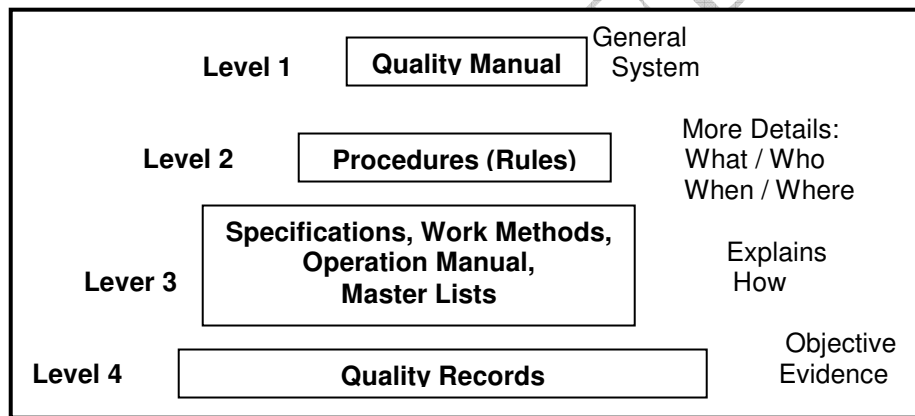 Level 1
Quality Manual
General
System
Level 2
Procedures (Rules)
More Details:
What / Who
When / Where
Lever 3
Specifications, Work Methods,
Operation Manual,
Master Lists
Explains
How
Level 4
Quality Records
Objective
Evidence